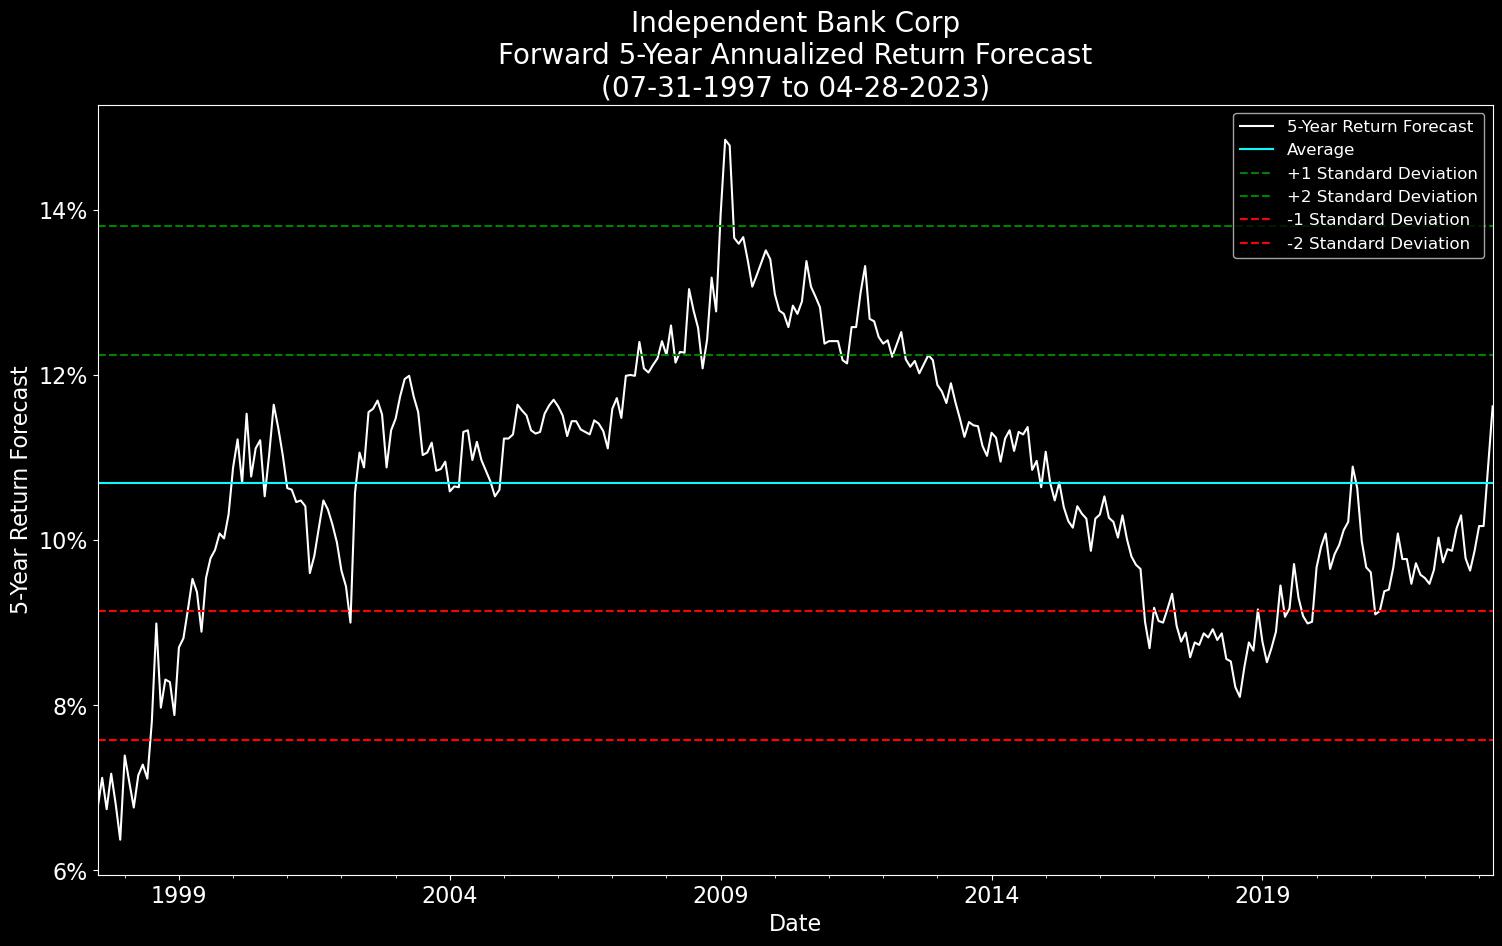 Independent Bank Corp
Forward 5-Year Annualized Return Forecast
(07-31-1997 to 04-28-2023)
5-Year Return Forecast
Average
+1 Standard Deviation
+2 Standard Deviation
-1 Standard Deviation
-2 Standard Deviation
14%
12%
10%
8%
6%
5-Year Return Forecast
1999 2004 2009 2014 2019
Date